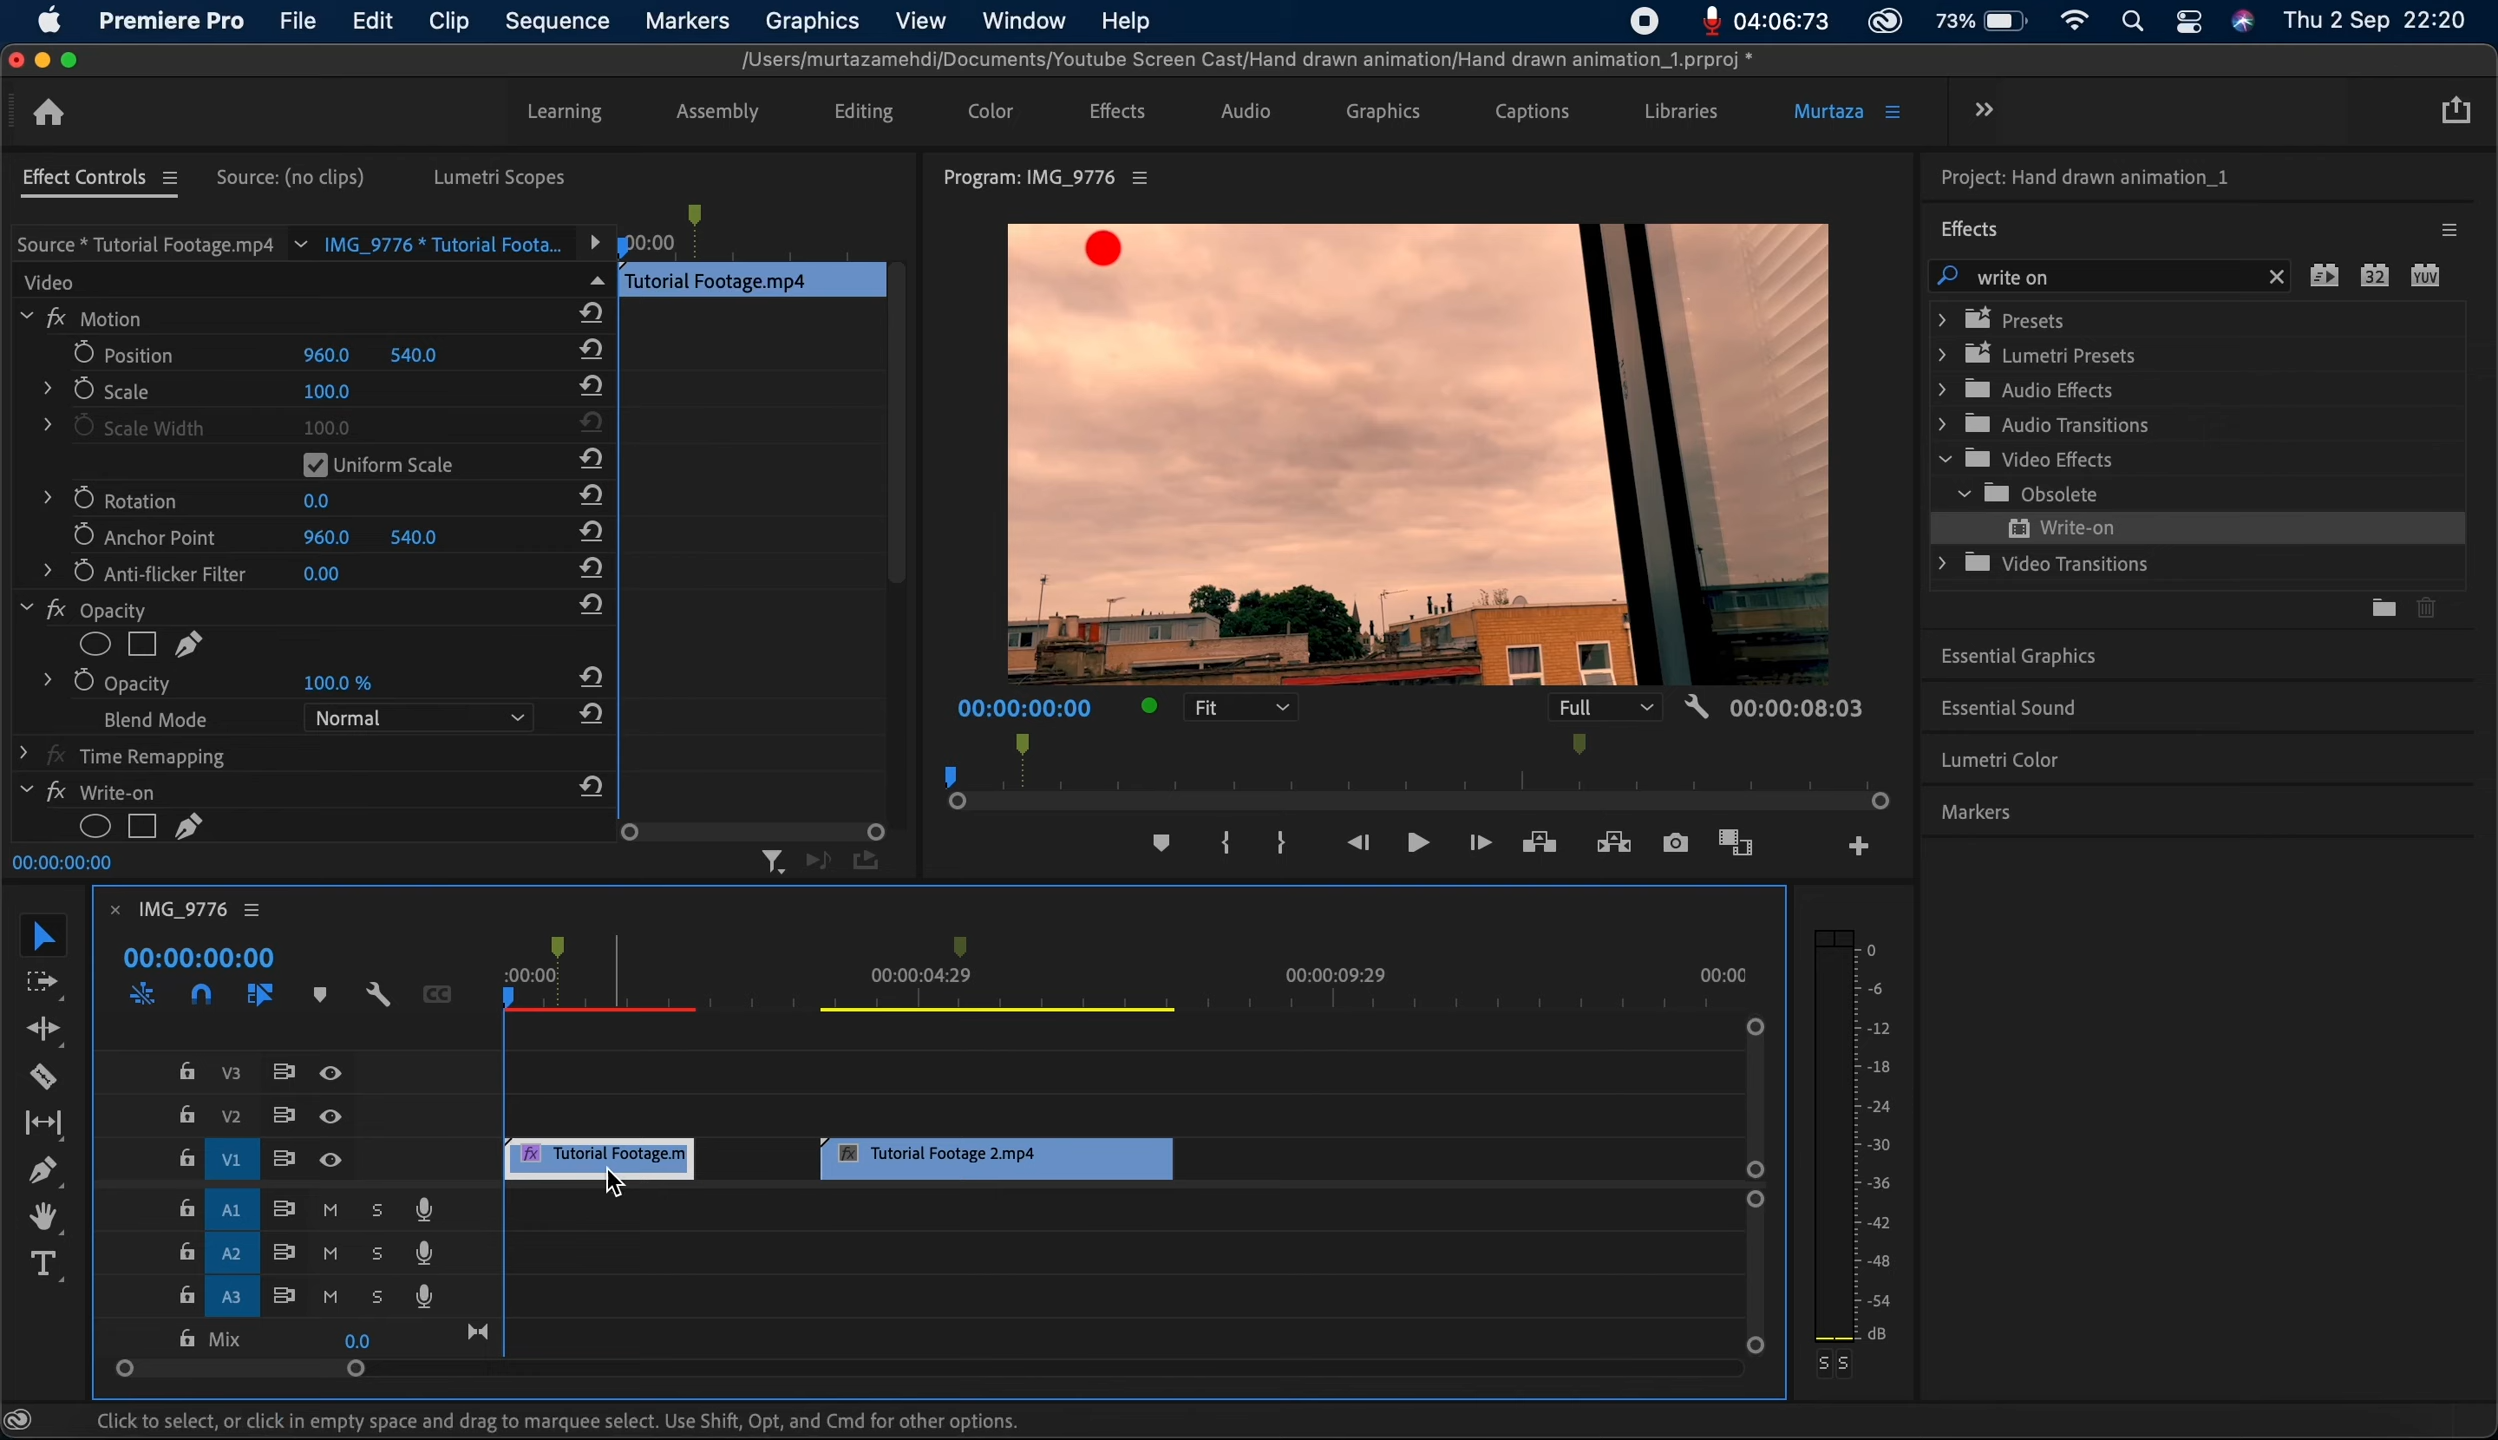 Premiere Pro File Edit Clip Sequence Markers Graphics View Window Help 04:06:73 73% Thu 2 Sep 22:20
/Users/murtazamehdi/Documents/Youtube Screen Cast/Hand drawn animation/Hand drawn animation_1.prproj *
Learning Assembly Editing Color Effects Audio Graphics Captions Libraries Murtaza
Effect Controls Source: (no clips) Lumetri Scopes
Source * Tutorial Footage.mp4 IMG_9776 * Tutorial Foota... :00:00
Video
Tutorial Footage.mp4
fx Motion
Position 960.0 540.0
Scale 100.0
Scale Width 100.0
Uniform Scale
Rotation 0.0
Anchor Point 960.0 540.0
Anti-flicker Filter 0.00
fx Opacity
Opacity 100.0 %
Blend Mode Normal
fx Time Remapping
fx Write-on
00:00:00:00
Program: IMG_9776
00:00:00:00 Fit Full 00:00:08:03
Project: Hand drawn animation_1
Effects
write on 32 YUV
Presets
Lumetri Presets
Audio Effects
Audio Transitions
Video Effects
Obsolete
Write-on
Video Transitions
Essential Graphics
Essential Sound
Lumetri Color
Markers
× IMG_9776
00:00:00:00
:00:00 00:00:04:29 00:00:09:29 00:00
CC
V3
V2
V1 fx Tutorial Footage.m fx Tutorial Footage 2.mp4
A1 M S
A2 M S
A3 M S
Mix 0.0
0
-6
-12
-18
-24
-30
-36
-42
-48
-54
dB
S S
Click to select, or click in empty space and drag to marquee select. Use Shift, Opt, and Cmd for other options.